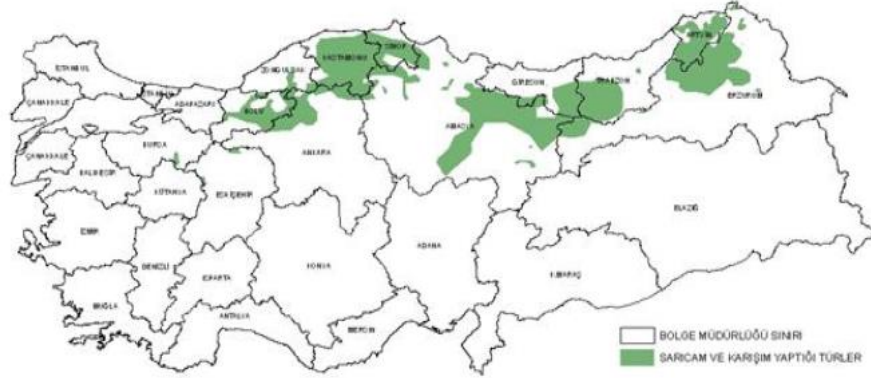 İSTANBUL
ZONGULDAK
KASTAMONU
SİNOP
ARTVİN
ÇANAKKALE
ADAPAZARI
BOLU
GİRESUN
TRABZON
ERZURUM
AMASYA
ANKARA
ÇANAKKALE
BURSA
BALIKESİR
KÜTAHYA
ESKİŞEHİR
ELAZIĞ
İZMİR
DENİZLİ
ISPARTA
KONYA
ADANA
K.MARAŞ
MUĞLA
ANTALYA
MERSİN
BÖLGE MÜDÜRLÜĞÜ SINIRI
SARIÇAM VE KARIŞIM YAPTIĞI TÜRLER